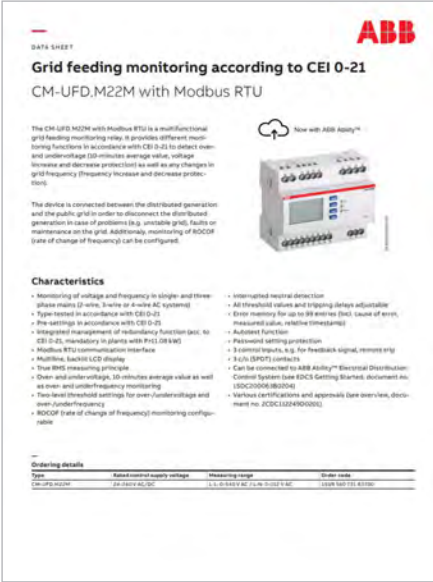 ABB
DATA SHEET
Grid feeding monitoring according to CEI 0-21
CM-UFD.M22M with Modbus RTU
The CM-UFD.M22M with Modbus RTU is a multifunctional
grid feeding monitoring relay. It provides different moni-
toring functions in accordance with CEI 0-21 to detect over-
and undervoltage (10-minutes average value, voltage
increase and decrease protection) as well as any changes in
grid frequency (frequency increase and decrease protec-
tion).
Now with ABB Ability™
The device is connected between the distributed generation
and the public grid in order to disconnect the distributed
generation in case of problems (e.g. unstable grid), faults or
maintenance on the grid. Additionally, monitoring of ROCOF
(rate of change of frequency) can be configured.
Characteristics
• Monitoring of voltage and frequency in single- and three-
phase mains (2-wire, 3-wire or 4-wire AC systems)
• Type-tested in accordance with CEI 0-21
• Pre-settings in accordance with CEI 0-21
• Integrated management of redundancy function (acc. to
CEI 0-21, mandatory in plants with P>11.08 kW)
• Modbus RTU communication interface
• Multiline, backlit LCD display
• True RMS measuring principle
• Over- and undervoltage, 10-minutes average value as well
as over- and underfrequency monitoring
• Two-level threshold settings for over-/undervoltage and
over-/underfrequency
• ROCOF (rate of change of frequency) monitoring configu-
rable
• Interrupted neutral detection
• All threshold values and tripping delays adjustable
• Error memory for up to 99 entries (incl. cause of error,
measured value, relative timestamp)
• Autotest function
• Password setting protection
• 3 control inputs, e.g. for feedback signal, remote trip
• 3 c/o (SPDT) contacts
• Can be connected to ABB Ability™ Electrical Distribution
Control System (see EDCS Getting Started, document no.
• Various certifications and approvals (see overview, docu-
ment no. 2CDC112249D0201)
Ordering details
Type Rated control supply voltage Measuring range Order code
CM-UFD.M22M 24-240 V AC/DC